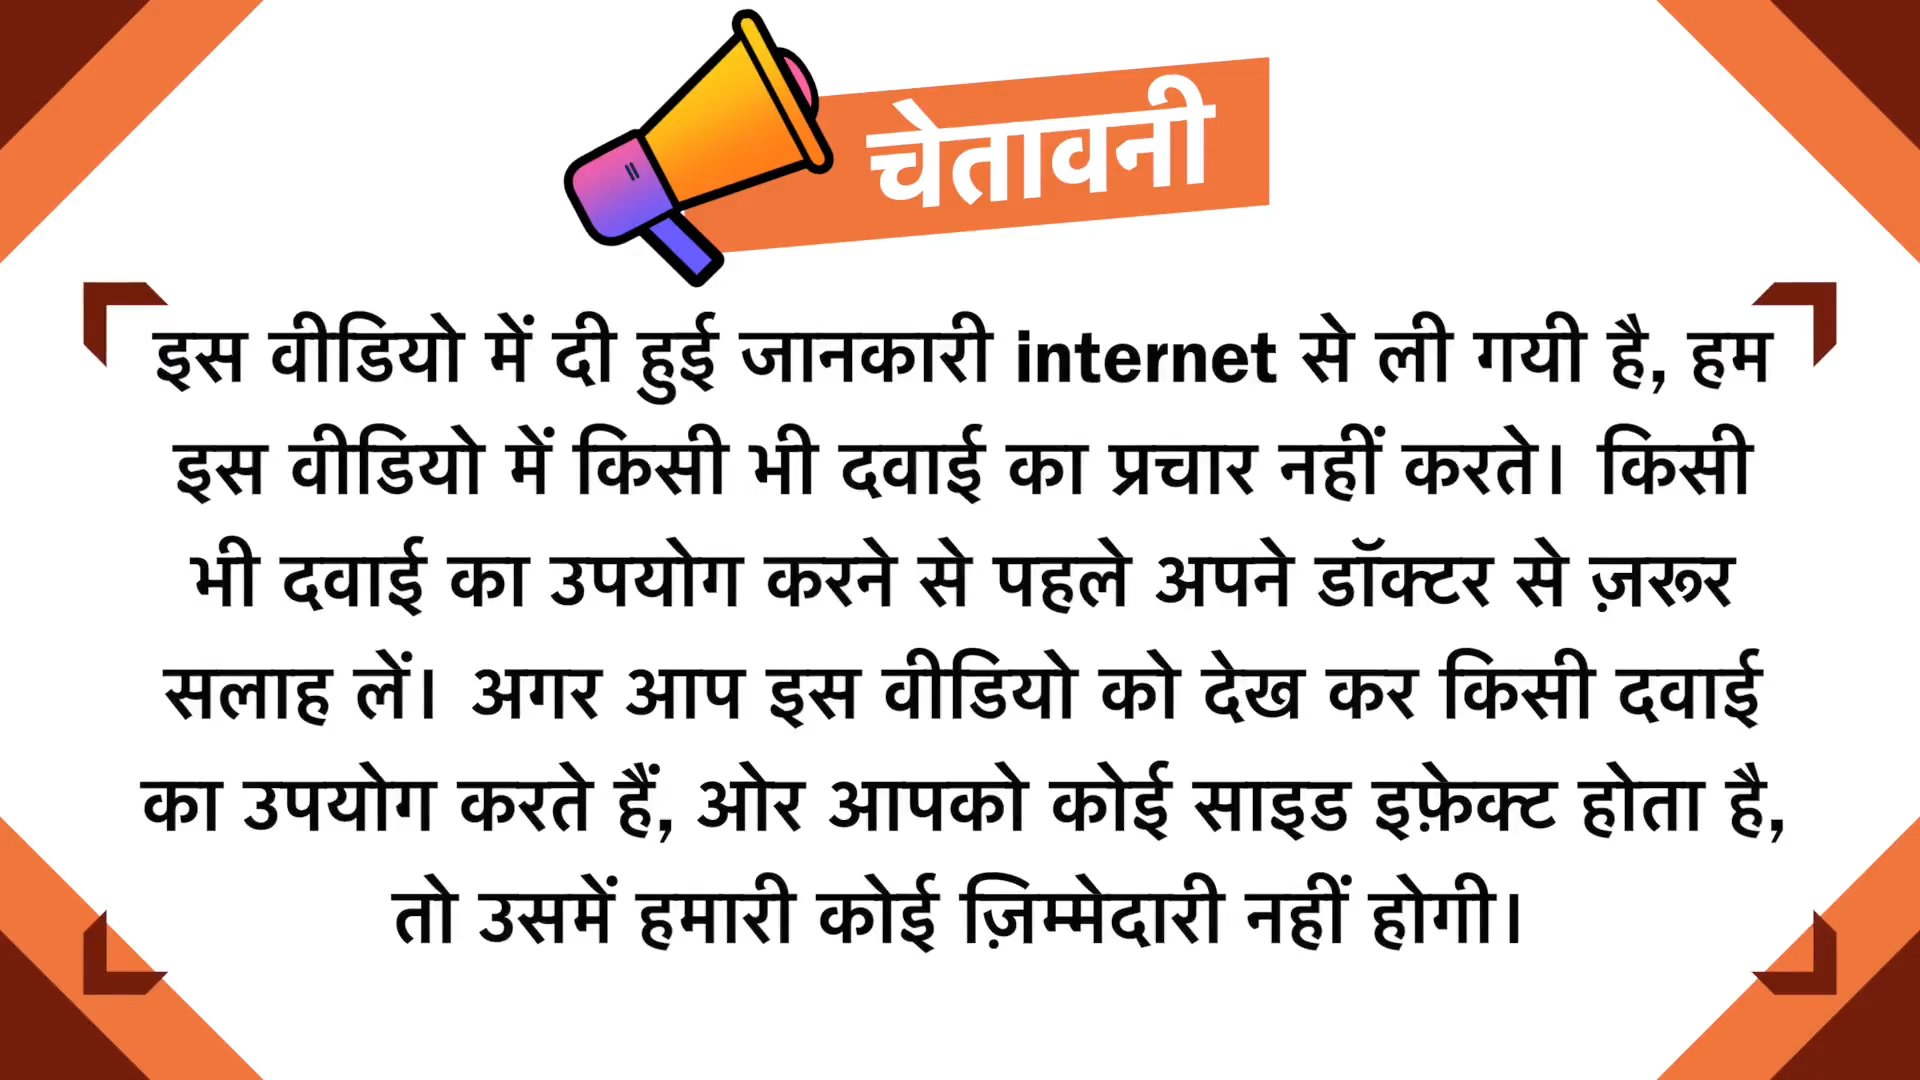 चेतावनी
इस वीडियो में दी हुई जानकारी internet से ली गयी है, हम
इस वीडियो में किसी भी दवाई का प्रचार नहीं करते। किसी
भी दवाई का उपयोग करने से पहले अपने डॉक्टर से ज़रूर
सलाह लें। अगर आप इस वीडियो को देख कर किसी दवाई
का उपयोग करते हैं, ओर आपको कोई साइड इफ़ेक्ट होता है,
तो उसमें हमारी कोई ज़िम्मेदारी नहीं होगी।